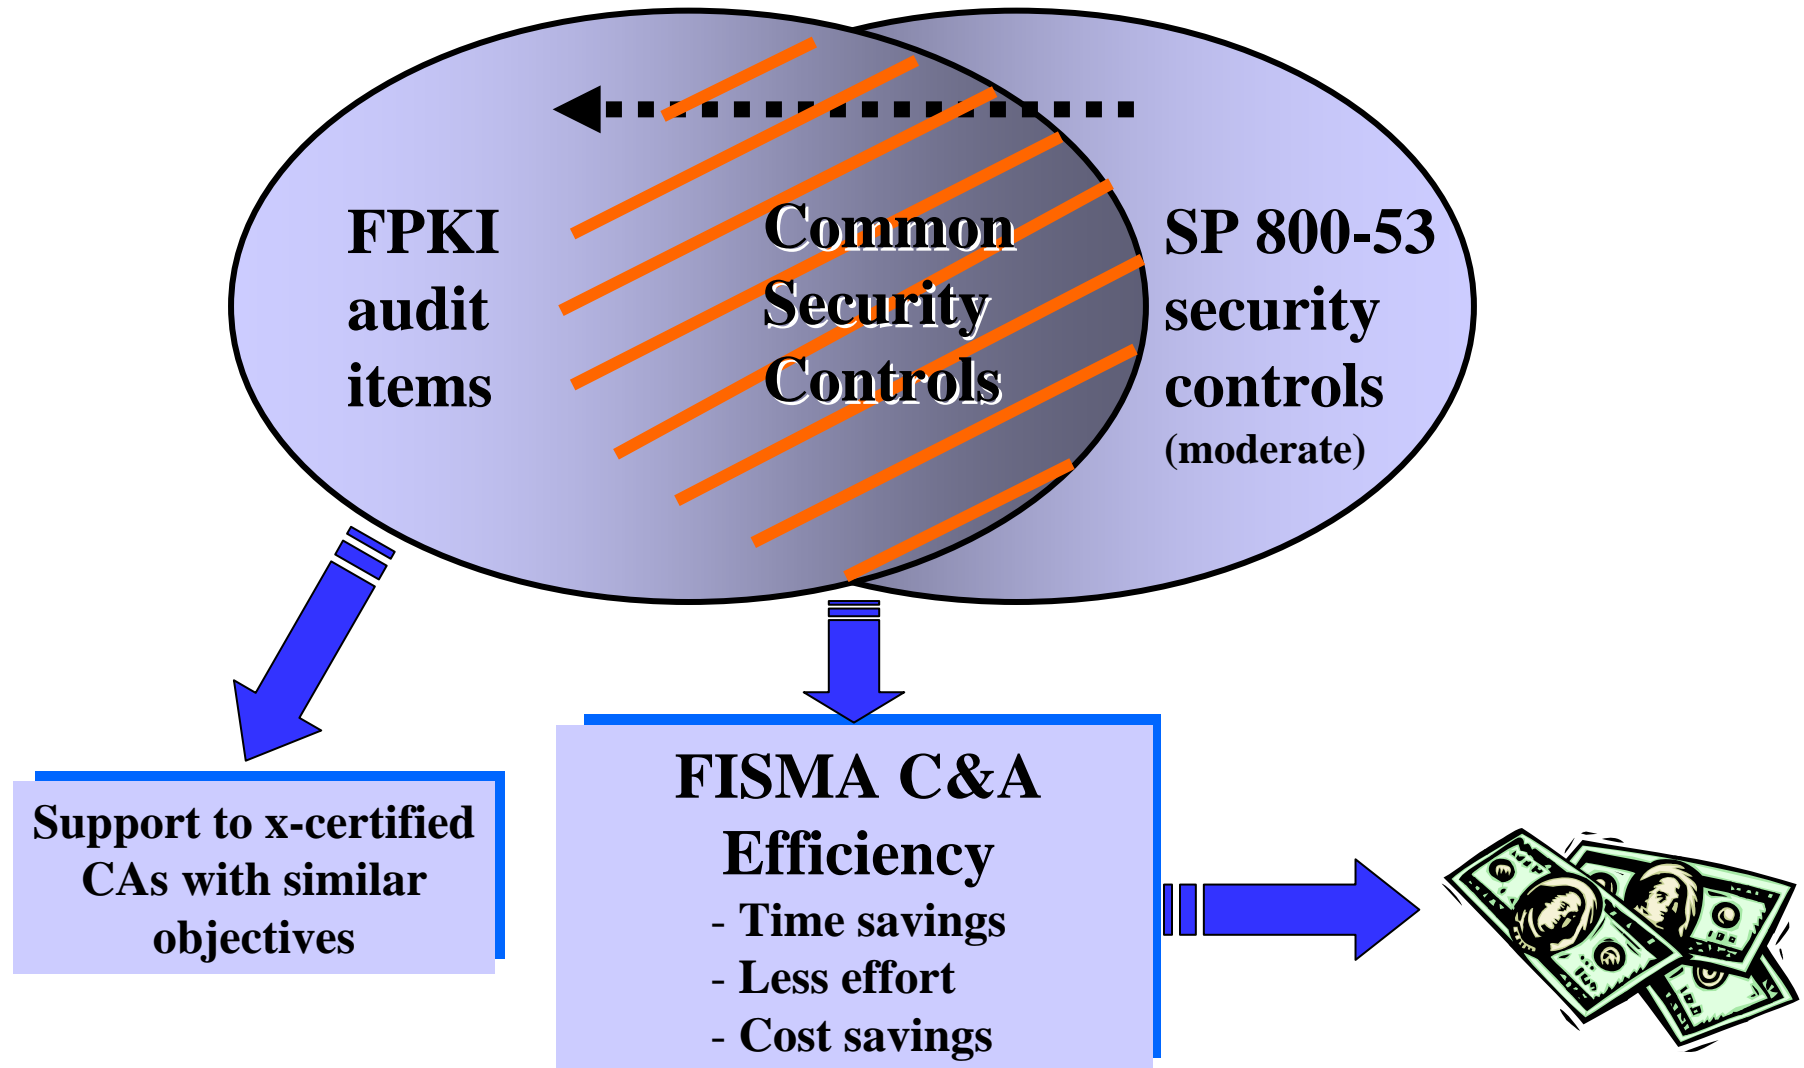 FPKI
audit
items
Common
Security
Controls
SP 800-53
security
controls
(moderate)
Support to x-certified
CAs with similar
objectives
FISMA C&A
Efficiency
- Time savings
- Less effort
- Cost savings